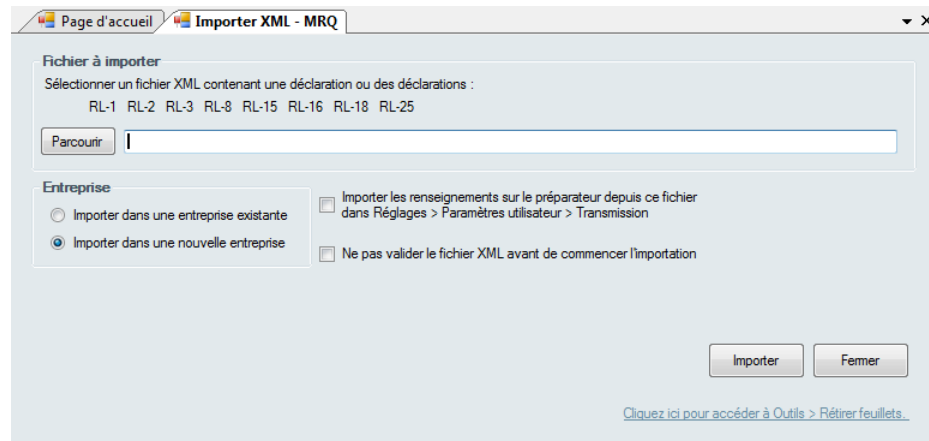 Page d'accueil Importer XML - MRQ
Fichier à importer
Sélectionner un fichier XML contenant une déclaration ou des déclarations :
RL-1 RL-2 RL-3 RL-8 RL-15 RL-16 RL-18 RL-25
Parcourir
Entreprise
Importer dans une entreprise existante
Importer dans une nouvelle entreprise
Importer les renseignements sur le préparateur depuis ce fichier
dans Réglages > Paramètres utilisateur > Transmission
Ne pas valider le fichier XML avant de commencer l'importation
Importer Fermer
Cliquez ici pour accéder à Outils > Rétirer feuillets.